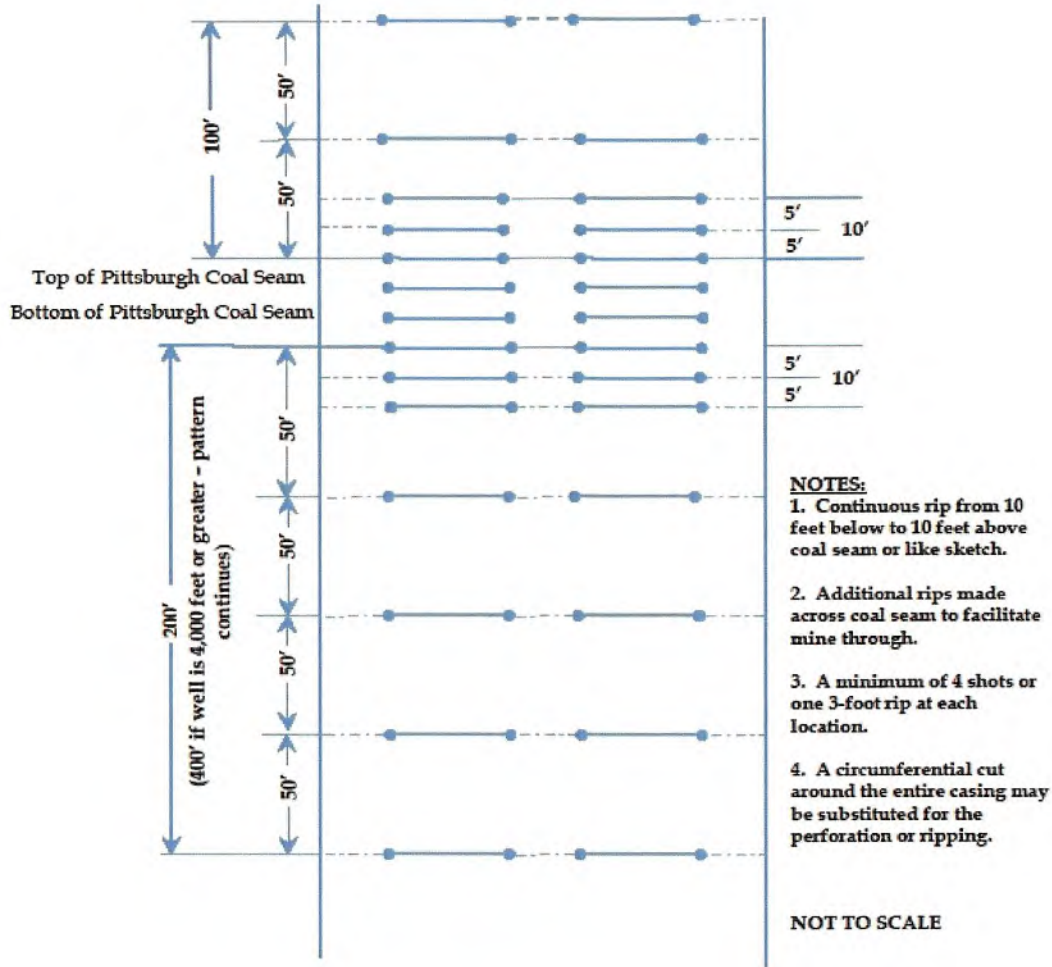 50'
100'
50'
5'
10'
5'
Top of Pittsburgh Coal Seam
Bottom of Pittsburgh Coal Seam
5'
10'
5'
50'
200'
(400' if well is 4,000 feet or greater - pattern
continues)
50'
50'
50'
NOTES:
1. Continuous rip from 10
feet below to 10 feet above
coal seam or like sketch.
2. Additional rips made
across coal seam to facilitate
mine through.
3. A minimum of 4 shots or
one 3-foot rip at each
location.
4. A circumferential cut
around the entire casing may
be substituted for the
perforation or ripping.
NOT TO SCALE